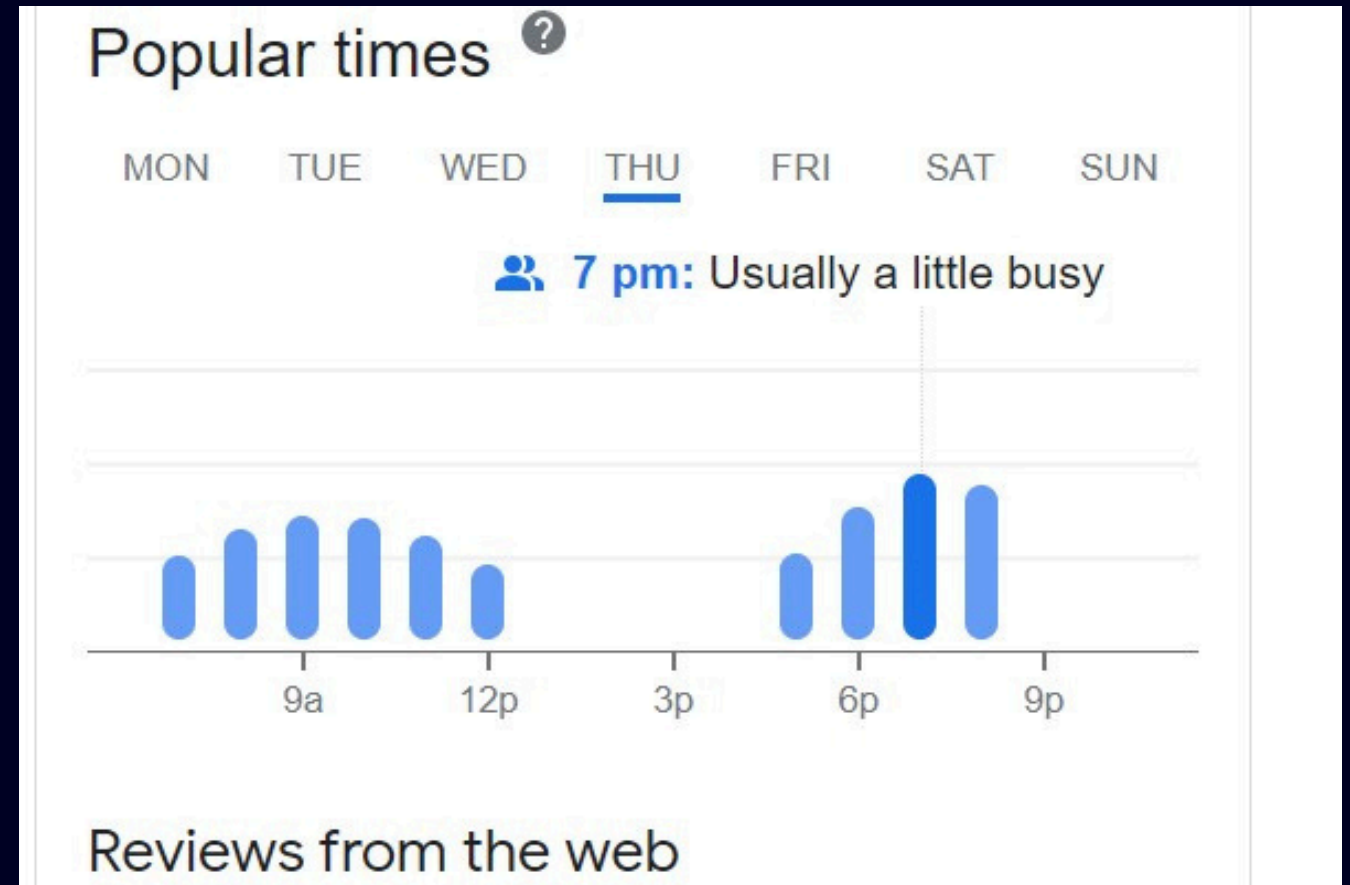 Popular times ?
MON TUE WED THU FRI SAT SUN
7 pm: Usually a little busy
9a 12p 3p 6p 9p
Reviews from the web